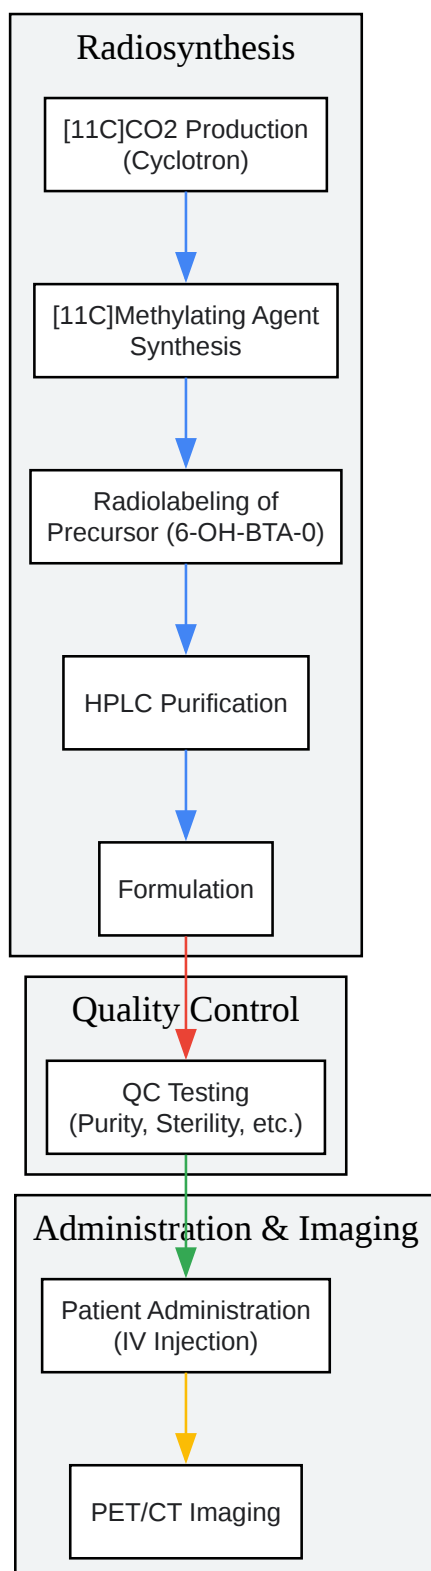 Radiosynthesis
[11C]CO2 Production
(Cyclotron)
[11C]Methylating Agent
Synthesis
Radiolabeling of
Precursor (6-OH-BTA-0)
HPLC Purification
Formulation
Quality Control
QC Testing
(Purity, Sterility, etc.)
Administration & Imaging
Patient Administration
(IV Injection)
PET/CT Imaging